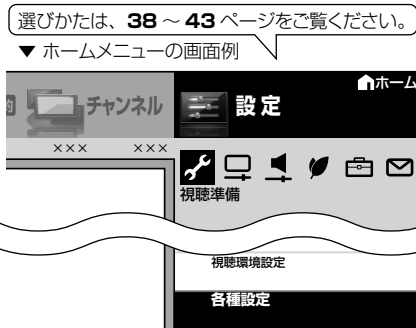 選びかたは、38 ～ 43 ページをご覧ください。
▼ ホームメニューの画面例
ホーム
チャンネル
設定
××× ×××
視聴準備
視聴環境設定
各種設定